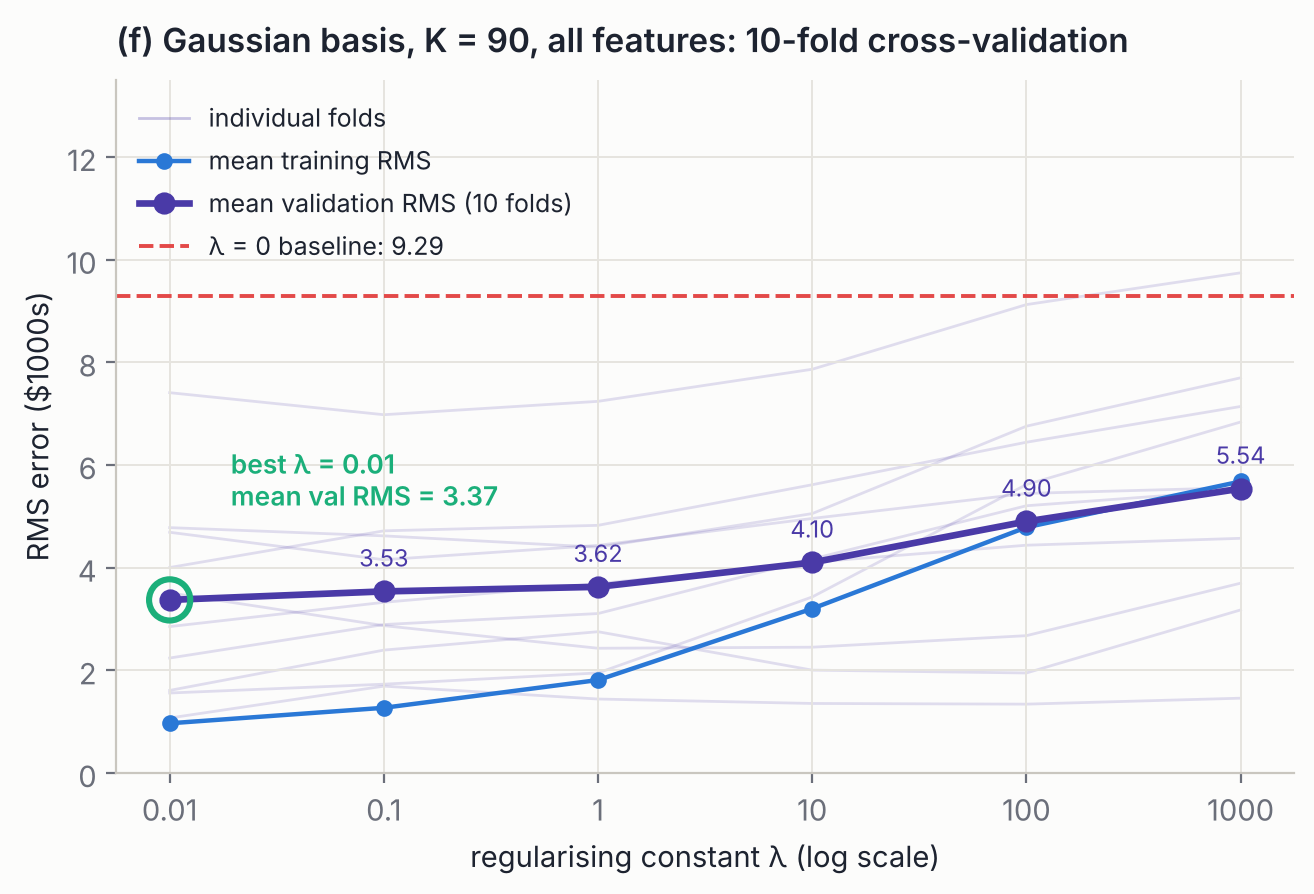 (f) Gaussian basis, K = 90, all features: 10-fold cross-validation
individual folds
mean training RMS
mean validation RMS (10 folds)
λ = 0 baseline: 9.29
RMS error ($1000s)
12
10
8
6
4
2
0
best λ = 0.01
mean val RMS = 3.37
3.53
3.62
4.10
4.90
5.54
0.01 0.1 1 10 100 1000
regularising constant λ (log scale)